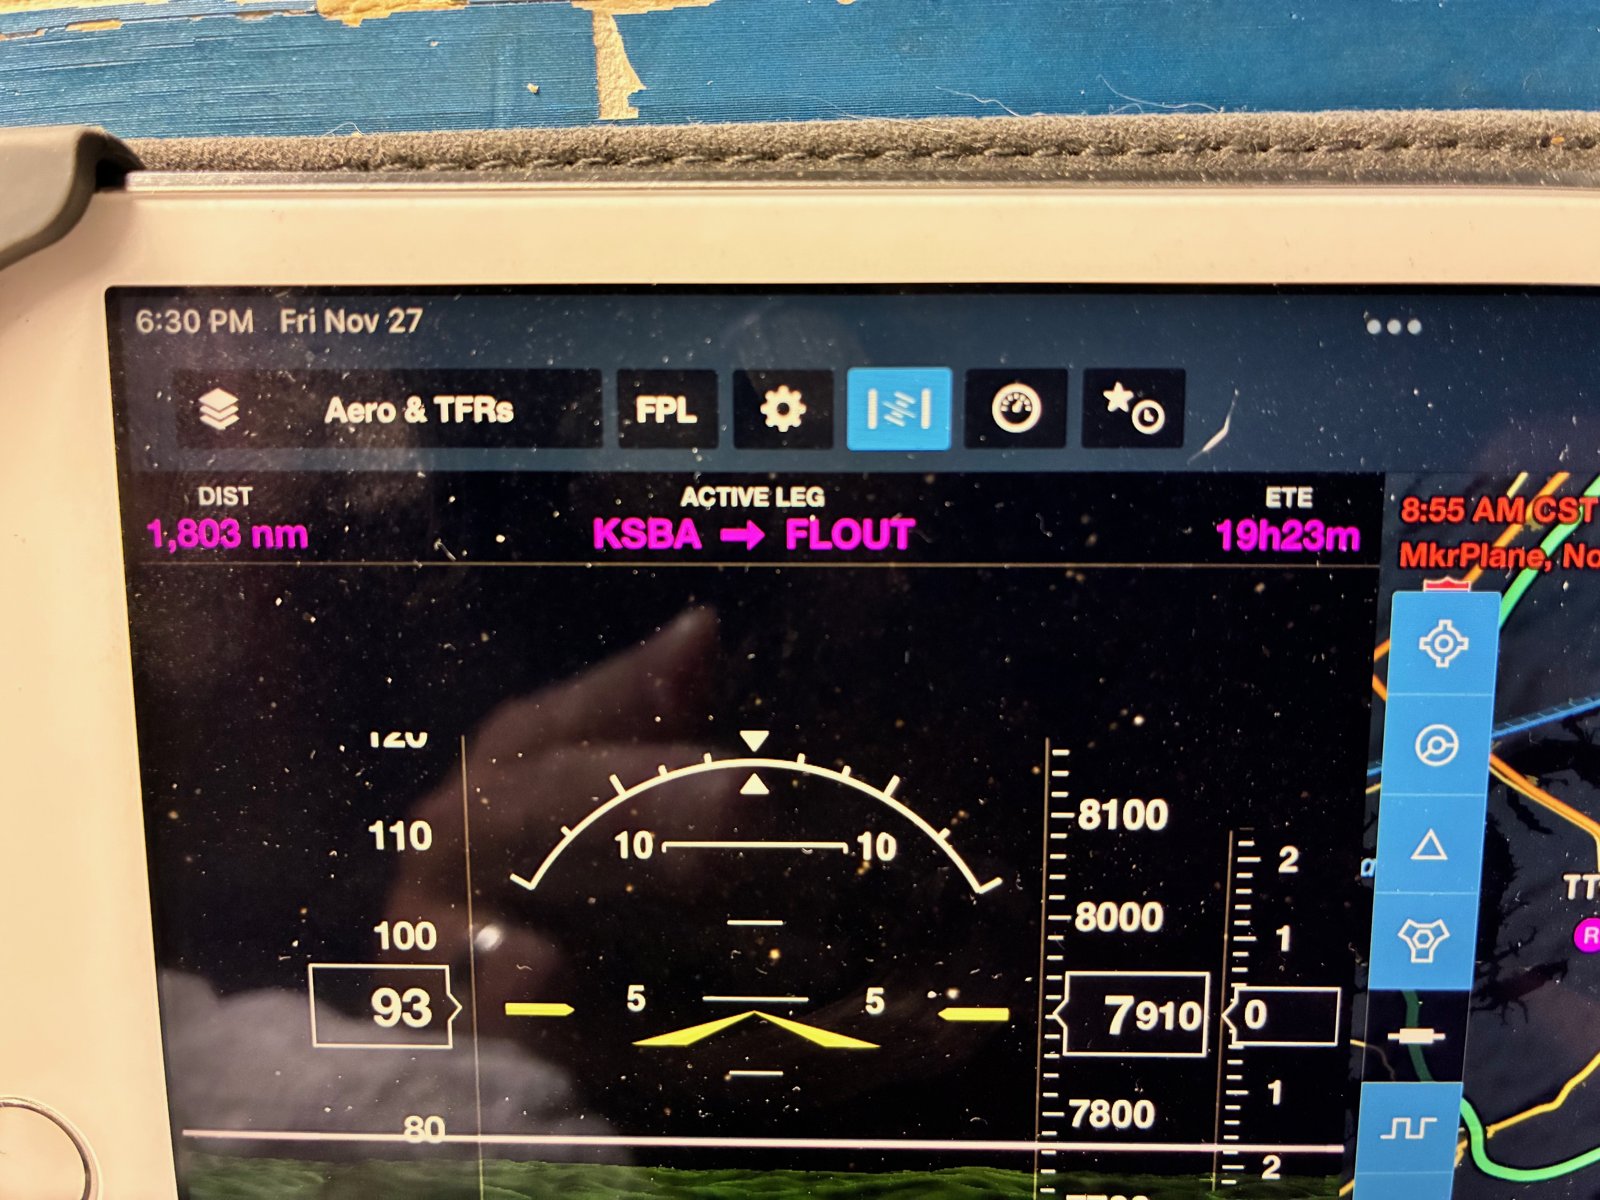 6:30 PM Fri Nov 27
Aero & TFRs FPL
DIST ACTIVE LEG ETE
1,803 nm KSBA → FLOUT 19h23m
8:55 AM CST
MkrPlane, No
120
110 8100
10 10 2
100 8000 1
5 5
93 7910 0
1
80 7800
2
TT
R